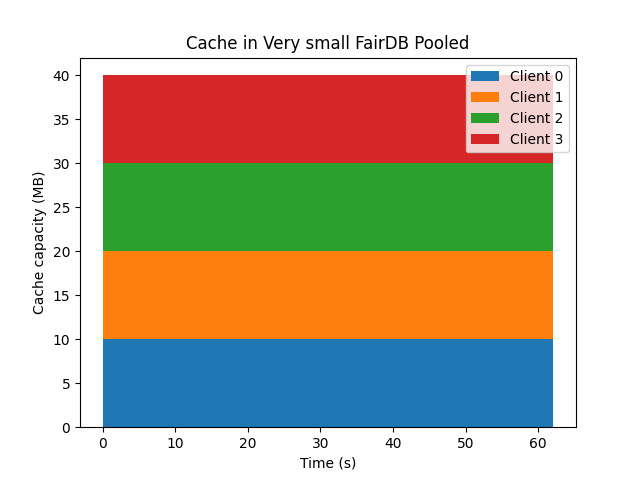 Cache in Very small FairDB Pooled
Client 0
Client 1
Client 2
Client 3
Cache capacity (MB)
40
35
30
25
20
15
10
5
0
0 10 20 30 40 50 60
Time (s)